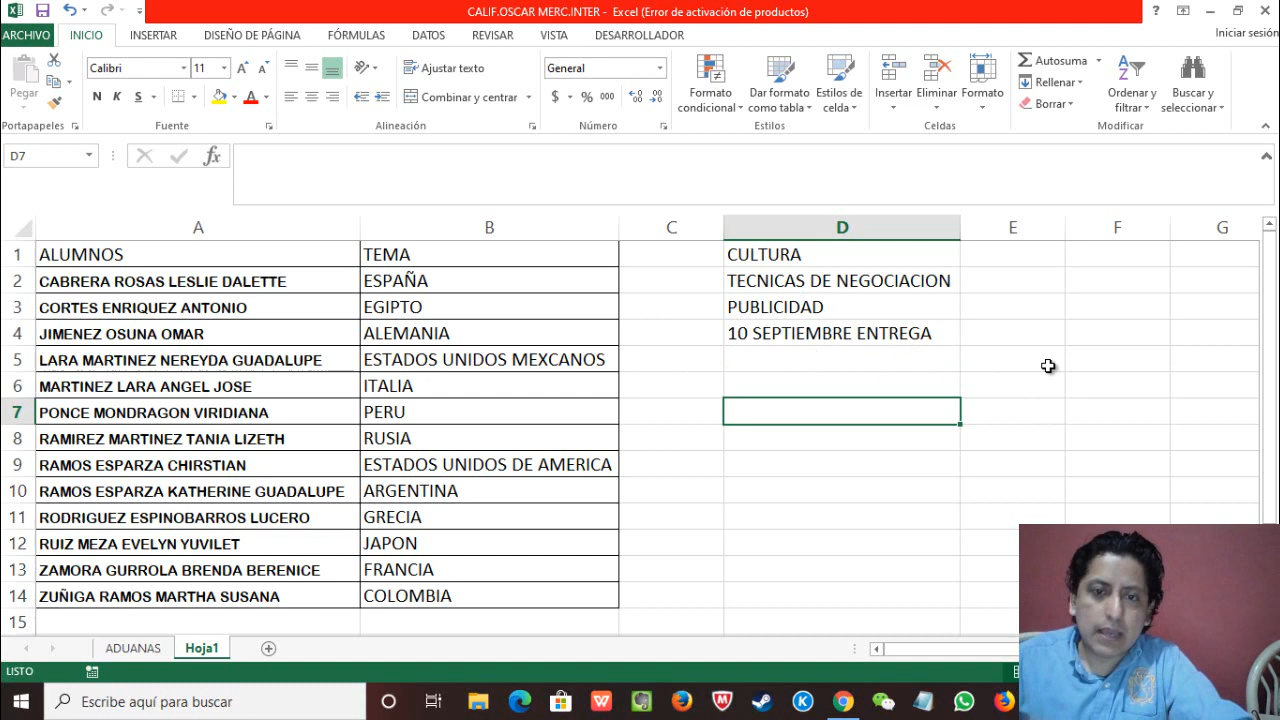 CALIF.OSCAR MERC.INTER - Excel (Error de activación de productos)
ARCHIVO INICIO INSERTAR DISEÑO DE PÁGINA FÓRMULAS DATOS REVISAR VISTA DESARROLLADOR Iniciar sesión
Pegar Calibri 11 Ajustar texto General Formato condicional Dar formato como tabla Estilos de celda Insertar Eliminar Formato Autosuma Rellenar Borrar Ordenar y filtrar Buscar y seleccionar
N K S Combinar y centrar $ % 000
Portapapeles Fuente Alineación Número Estilos Celdas Modificar
D7 fx
A B C D E F G
1 ALUMNOS TEMA CULTURA
2 CABRERA ROSAS LESLIE DALETTE ESPAÑA TECNICAS DE NEGOCIACION
3 CORTES ENRIQUEZ ANTONIO EGIPTO PUBLICIDAD
4 JIMENEZ OSUNA OMAR ALEMANIA 10 SEPTIEMBRE ENTREGA
5 LARA MARTINEZ NEREYDA GUADALUPE ESTADOS UNIDOS MEXCANOS
6 MARTINEZ LARA ANGEL JOSE ITALIA
7 PONCE MONDRAGON VIRIDIANA PERU
8 RAMIREZ MARTINEZ TANIA LIZETH RUSIA
9 RAMOS ESPARZA CHIRSTIAN ESTADOS UNIDOS DE AMERICA
10 RAMOS ESPARZA KATHERINE GUADALUPE ARGENTINA
11 RODRIGUEZ ESPINOBARROS LUCERO GRECIA
12 RUIZ MEZA EVELYN YUVILET JAPON
13 ZAMORA GURROLA BRENDA BERENICE FRANCIA
14 ZUÑIGA RAMOS MARTHA SUSANA COLOMBIA
15
ADUANAS Hoja1
LISTO
Escribe aquí para buscar